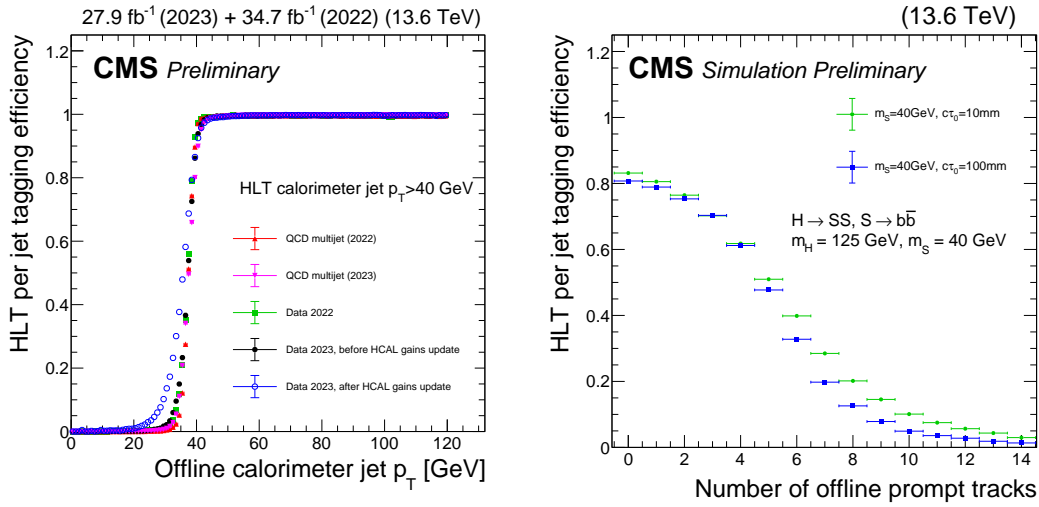 27.9 fb⁻¹ (2023) + 34.7 fb⁻¹ (2022) (13.6 TeV)
CMS Preliminary
HLT per jet tagging efficiency
1.2
1
0.8
0.6
0.4
0.2
0
HLT calorimeter jet p_T>40 GeV
QCD multijet (2022)
QCD multijet (2023)
Data 2022
Data 2023, before HCAL gains update
Data 2023, after HCAL gains update
0 20 40 60 80 100 120
Offline calorimeter jet p_T [GeV]
(13.6 TeV)
CMS Simulation Preliminary
HLT per jet tagging efficiency
1.2
1
0.8
0.6
0.4
0.2
0
m_S=40GeV, cτ₀=10mm
m_S=40GeV, cτ₀=100mm
H → SS, S → bb̅
m_H = 125 GeV, m_S = 40 GeV
0 2 4 6 8 10 12 14
Number of offline prompt tracks